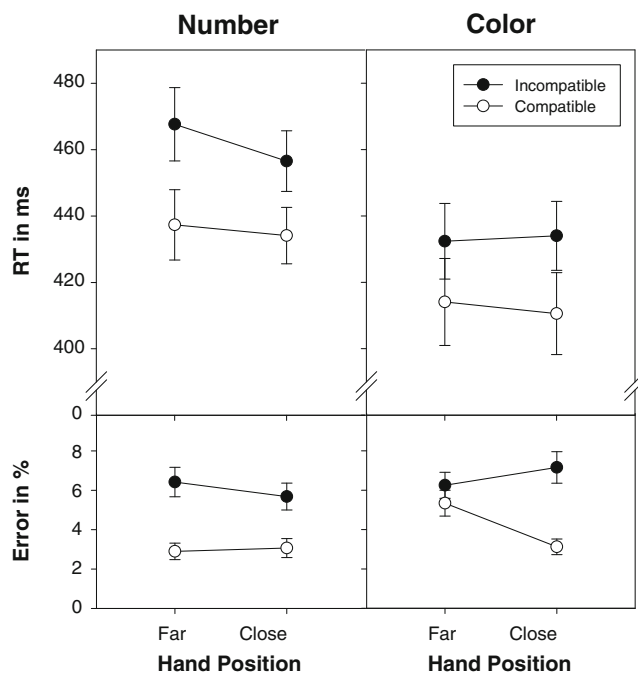 Number
Color
480
460
440
420
400
0
RT in ms
Incompatible
Compatible
8
6
4
2
0
Error in %
Far
Close
Far
Close
Hand Position
Hand Position